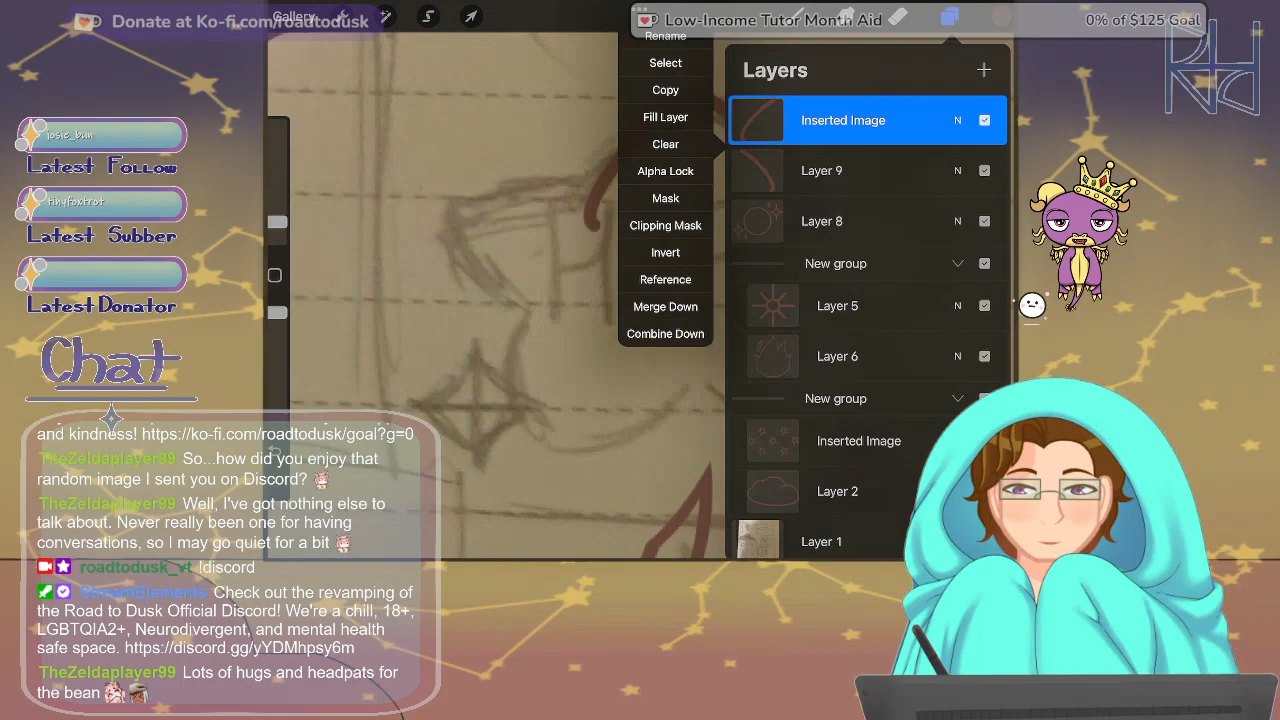 Donate at Ko-fi.com/roadtodusk
Gallery
Low-Income Tutor Month Aid
0% of $125 Goal
Rename
Select
Copy
Fill Layer
Clear
Alpha Lock
Mask
Clipping Mask
Invert
Reference
Merge Down
Combine Down
Layers
Inserted Image N
Layer 9 N
Layer 8 N
New group
Layer 5 N
Layer 6 N
New group
Inserted Image
Layer 2
Layer 1
josie_bun
Latest Follow
tinyfoxtrot
Latest Subber
Latest Donator
Chat
and kindness! https://ko-fi.com/roadtodusk/goal?g=0
TheZeldaplayer99 So...how did you enjoy that
random image I sent you on Discord?
TheZeldaplayer99 Well, I've got nothing else to
talk about. Never really been one for having
conversations, so I may go quiet for a bit
roadtodusk_vt !discord
StreamElements Check out the revamping of
the Road to Dusk Official Discord! We're a chill, 18+,
LGBTQIA2+, Neurodivergent, and mental health
safe space. https://discord.gg/yYDMhpsy6m
TheZeldaplayer99 Lots of hugs and headpats for
the bean